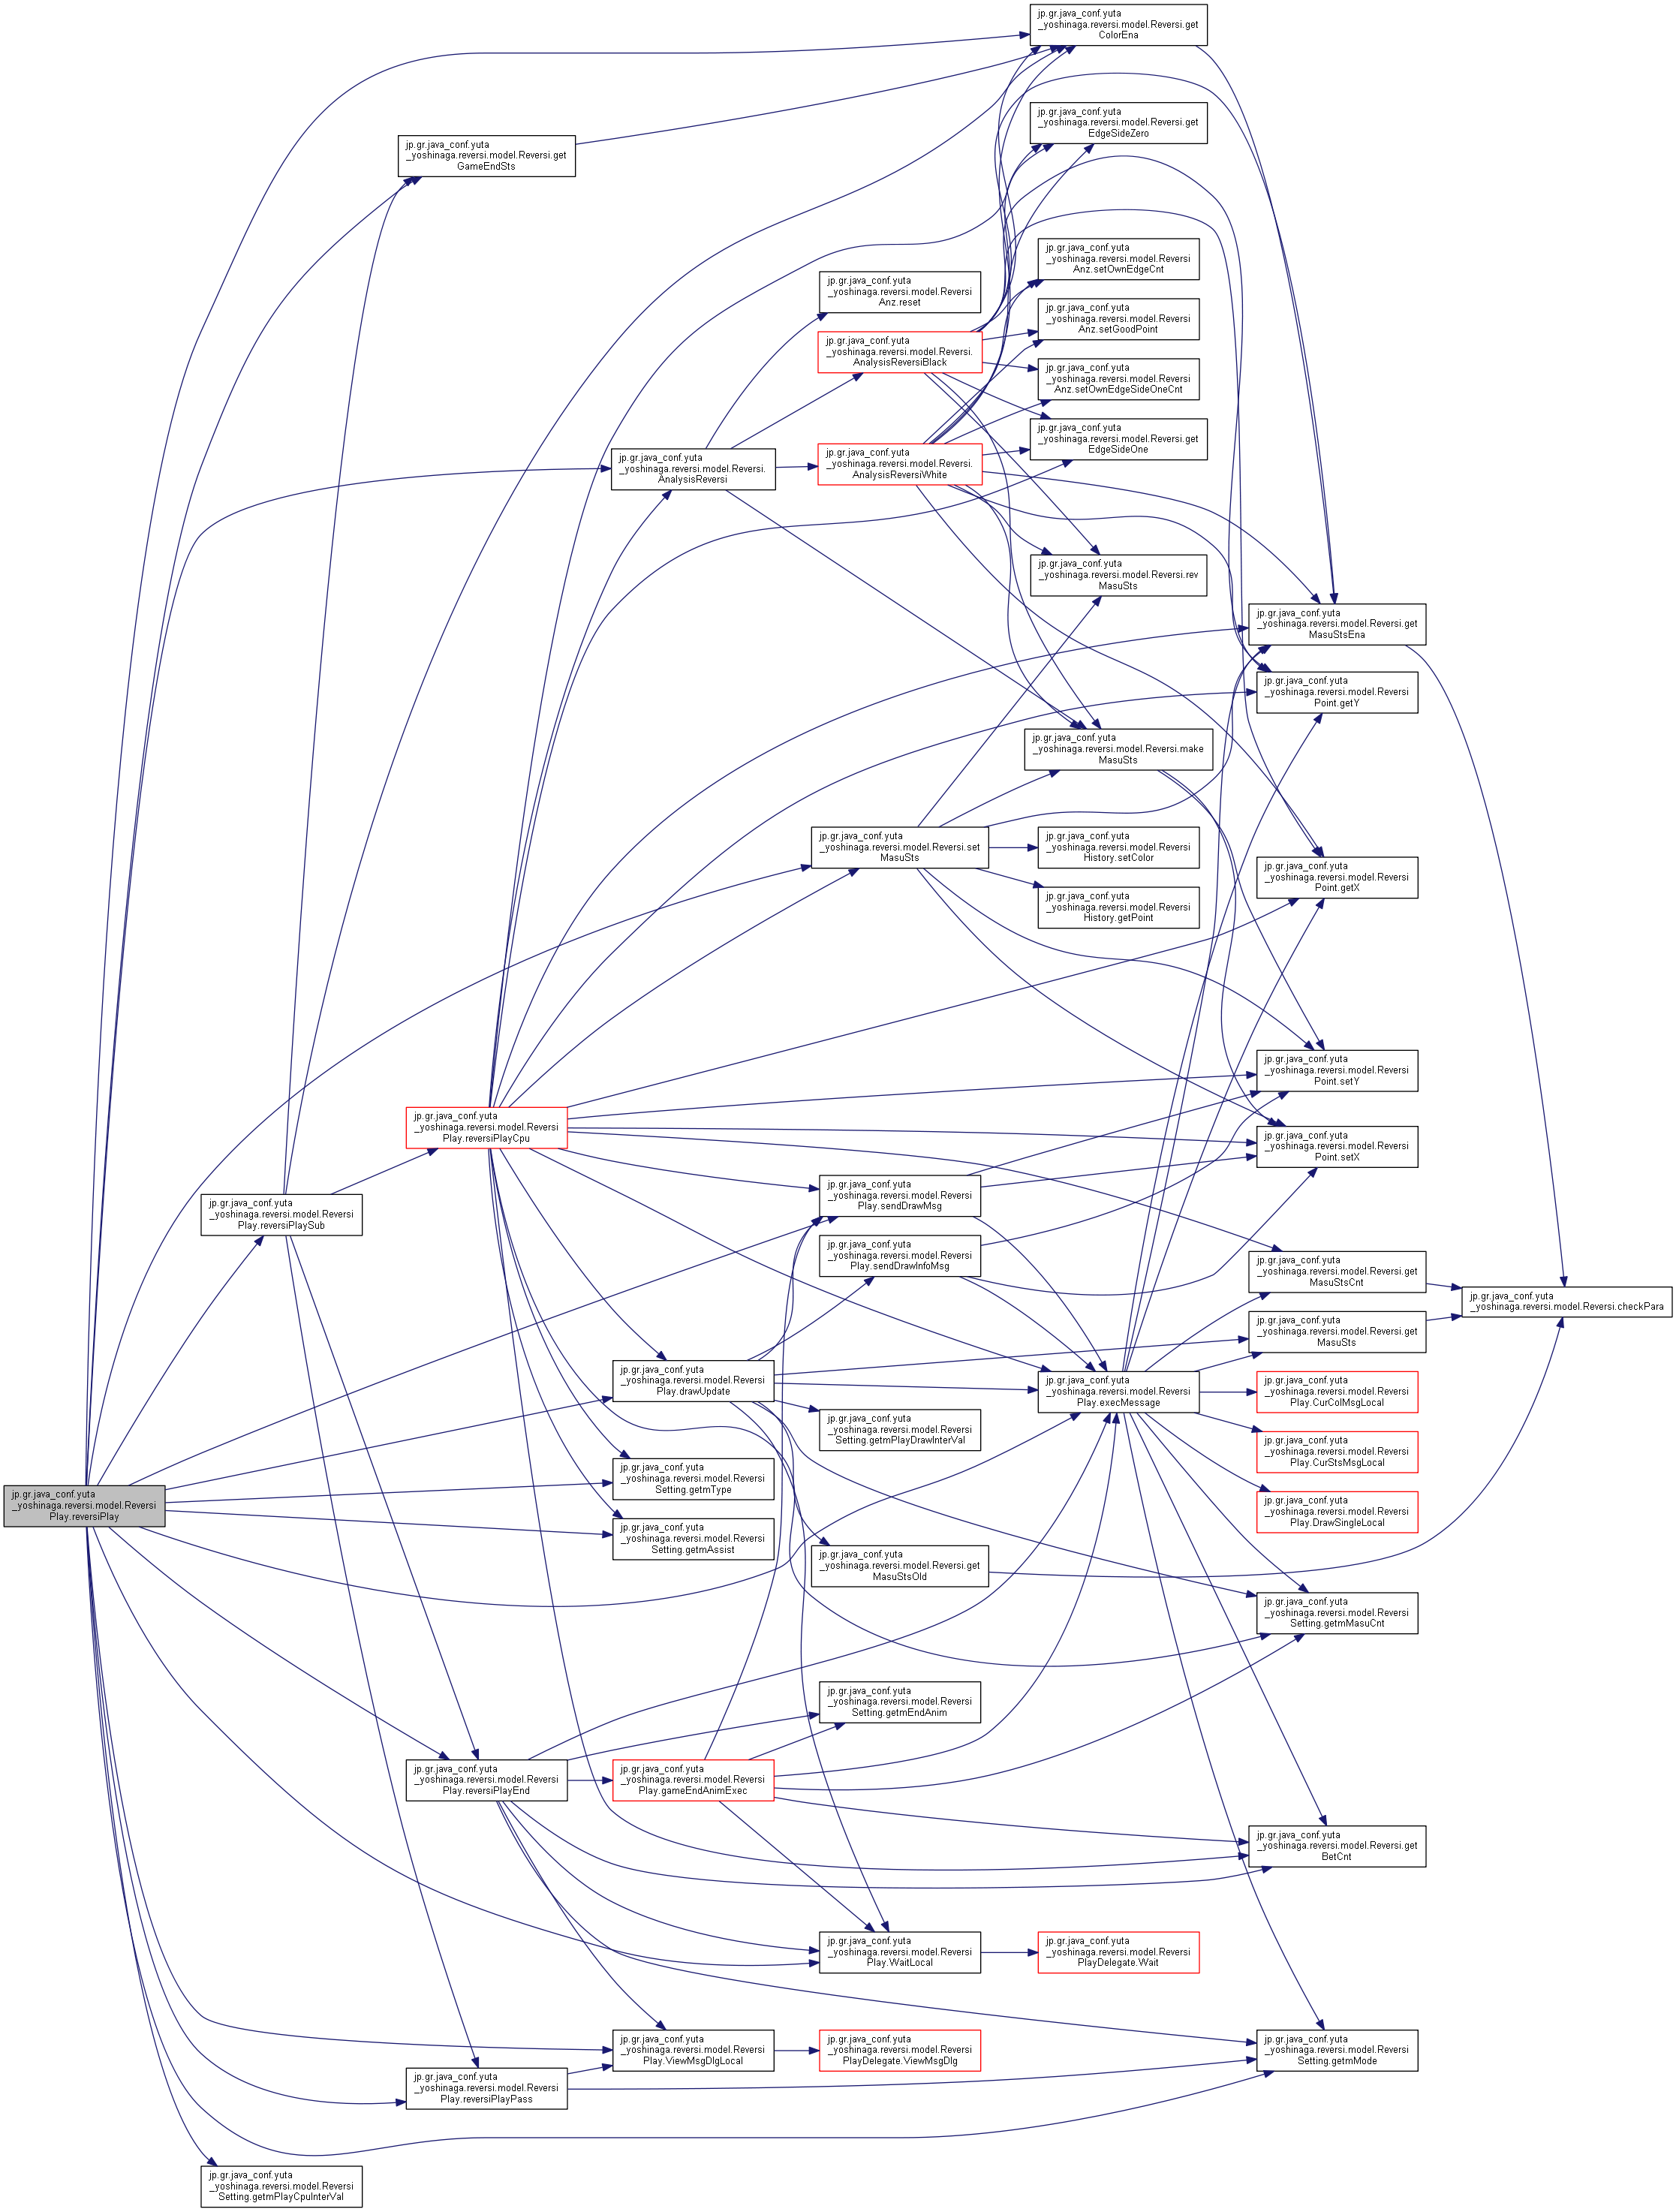 jp.gr.java_conf.yuta
_yoshinaga.reversi.model.Reversi.get
ColorEna
jp.gr.java_conf.yuta
_yoshinaga.reversi.model.Reversi.get
EdgeSideZero
jp.gr.java_conf.yuta
_yoshinaga.reversi.model.Reversi.get
GameEndSts
jp.gr.java_conf.yuta
_yoshinaga.reversi.model.Reversi
Anz.setOwnEdgeCnt
jp.gr.java_conf.yuta
_yoshinaga.reversi.model.Reversi
Anz.reset
jp.gr.java_conf.yuta
_yoshinaga.reversi.model.Reversi
Anz.setGoodPoint
jp.gr.java_conf.yuta
_yoshinaga.reversi.model.Reversi.
AnalysisReversiBlack
jp.gr.java_conf.yuta
_yoshinaga.reversi.model.Reversi
Anz.setOwnEdgeSideOneCnt
jp.gr.java_conf.yuta
_yoshinaga.reversi.model.Reversi.get
EdgeSideOne
jp.gr.java_conf.yuta
_yoshinaga.reversi.model.Reversi.
AnalysisReversi
jp.gr.java_conf.yuta
_yoshinaga.reversi.model.Reversi.
AnalysisReversiWhite
jp.gr.java_conf.yuta
_yoshinaga.reversi.model.Reversi.rev
MasuSts
jp.gr.java_conf.yuta
_yoshinaga.reversi.model.Reversi.get
MasuStsEna
jp.gr.java_conf.yuta
_yoshinaga.reversi.model.Reversi
Point.getY
jp.gr.java_conf.yuta
_yoshinaga.reversi.model.Reversi.make
MasuSts
jp.gr.java_conf.yuta
_yoshinaga.reversi.model.Reversi.set
MasuSts
jp.gr.java_conf.yuta
_yoshinaga.reversi.model.Reversi
History.setColor
jp.gr.java_conf.yuta
_yoshinaga.reversi.model.Reversi
Point.getX
jp.gr.java_conf.yuta
_yoshinaga.reversi.model.Reversi
History.getPoint
jp.gr.java_conf.yuta
_yoshinaga.reversi.model.Reversi
Point.setY
jp.gr.java_conf.yuta
_yoshinaga.reversi.model.Reversi
Play.reversiPlayCpu
jp.gr.java_conf.yuta
_yoshinaga.reversi.model.Reversi
Point.setX
jp.gr.java_conf.yuta
_yoshinaga.reversi.model.Reversi
Play.reversiPlaySub
jp.gr.java_conf.yuta
_yoshinaga.reversi.model.Reversi
Play.sendDrawMsg
jp.gr.java_conf.yuta
_yoshinaga.reversi.model.Reversi
Play.sendDrawInfoMsg
jp.gr.java_conf.yuta
_yoshinaga.reversi.model.Reversi.get
MasuStsCnt
jp.gr.java_conf.yuta
_yoshinaga.reversi.model.Reversi.checkPara
jp.gr.java_conf.yuta
_yoshinaga.reversi.model.Reversi.get
MasuSts
jp.gr.java_conf.yuta
_yoshinaga.reversi.model.Reversi
Play.drawUpdate
jp.gr.java_conf.yuta
_yoshinaga.reversi.model.Reversi
Play.execMessage
jp.gr.java_conf.yuta
_yoshinaga.reversi.model.Reversi
Play.CurColMsgLocal
jp.gr.java_conf.yuta
_yoshinaga.reversi.model.Reversi
Setting.getmPlayDrawInterVal
jp.gr.java_conf.yuta
_yoshinaga.reversi.model.Reversi
Play.CurStsMsgLocal
jp.gr.java_conf.yuta
_yoshinaga.reversi.model.Reversi
Setting.getmType
jp.gr.java_conf.yuta
_yoshinaga.reversi.model.Reversi
Play.reversiPlay
jp.gr.java_conf.yuta
_yoshinaga.reversi.model.Reversi
Play.DrawSingleLocal
jp.gr.java_conf.yuta
_yoshinaga.reversi.model.Reversi
Setting.getmAssist
jp.gr.java_conf.yuta
_yoshinaga.reversi.model.Reversi.get
MasuStsOld
jp.gr.java_conf.yuta
_yoshinaga.reversi.model.Reversi
Setting.getmMasuCnt
jp.gr.java_conf.yuta
_yoshinaga.reversi.model.Reversi
Setting.getmEndAnim
jp.gr.java_conf.yuta
_yoshinaga.reversi.model.Reversi
Play.reversiPlayEnd
jp.gr.java_conf.yuta
_yoshinaga.reversi.model.Reversi
Play.gameEndAnimExec
jp.gr.java_conf.yuta
_yoshinaga.reversi.model.Reversi.get
BetCnt
jp.gr.java_conf.yuta
_yoshinaga.reversi.model.Reversi
Play.WaitLocal
jp.gr.java_conf.yuta
_yoshinaga.reversi.model.Reversi
PlayDelegate.Wait
jp.gr.java_conf.yuta
_yoshinaga.reversi.model.Reversi
Play.ViewMsgDlgLocal
jp.gr.java_conf.yuta
_yoshinaga.reversi.model.Reversi
PlayDelegate.ViewMsgDlg
jp.gr.java_conf.yuta
_yoshinaga.reversi.model.Reversi
Setting.getmMode
jp.gr.java_conf.yuta
_yoshinaga.reversi.model.Reversi
Play.reversiPlayPass
jp.gr.java_conf.yuta
_yoshinaga.reversi.model.Reversi
Setting.getmPlayCpuInterVal